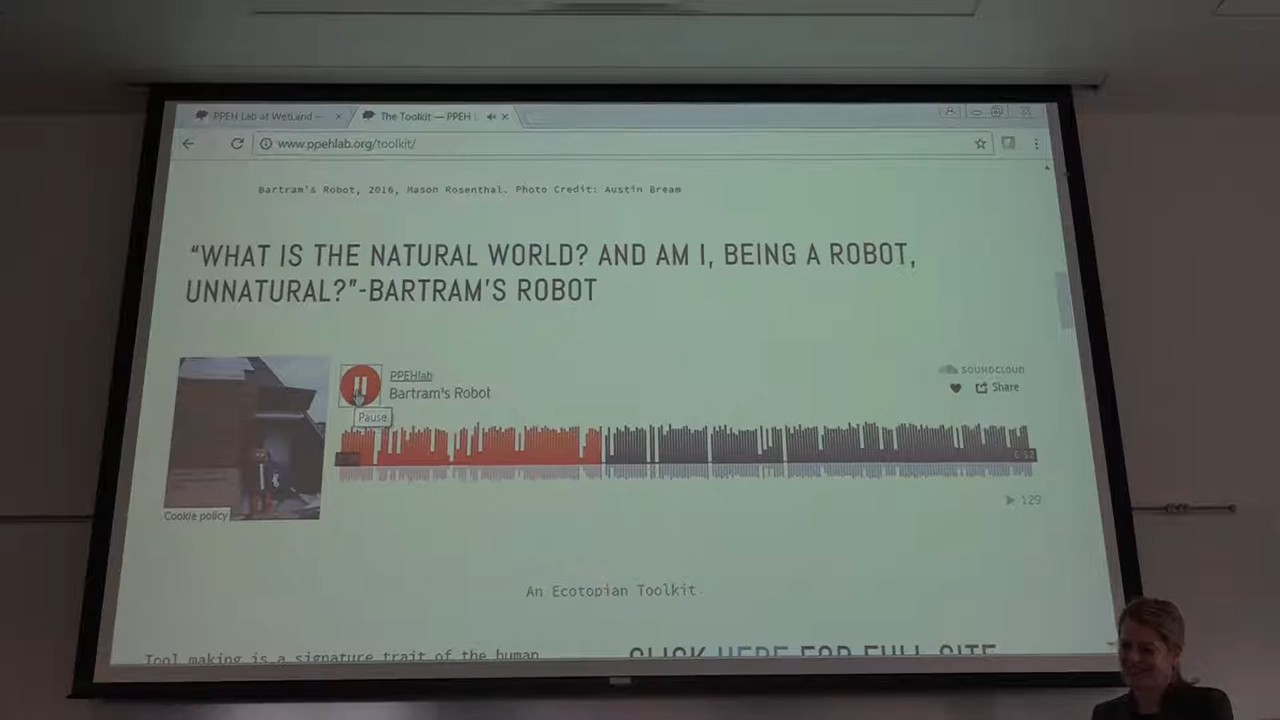 PPEH Lab at WetLand —
The Toolkit — PPEH L
www.ppehlab.org/toolkit/
Bartram's Robot, 2016, Mason Rosenthal. Photo Credit: Austin Bream
“WHAT IS THE NATURAL WORLD? AND AM I, BEING A ROBOT,
UNNATURAL?”-BARTRAM'S ROBOT
PPEHlab
Bartram's Robot
SOUNDCLOUD
Share
Pause
6:52
Cookie policy
129
An Ecotopian Toolkit
Tool making is a signature trait of the human
CLICK HERE FOR FULL SITE